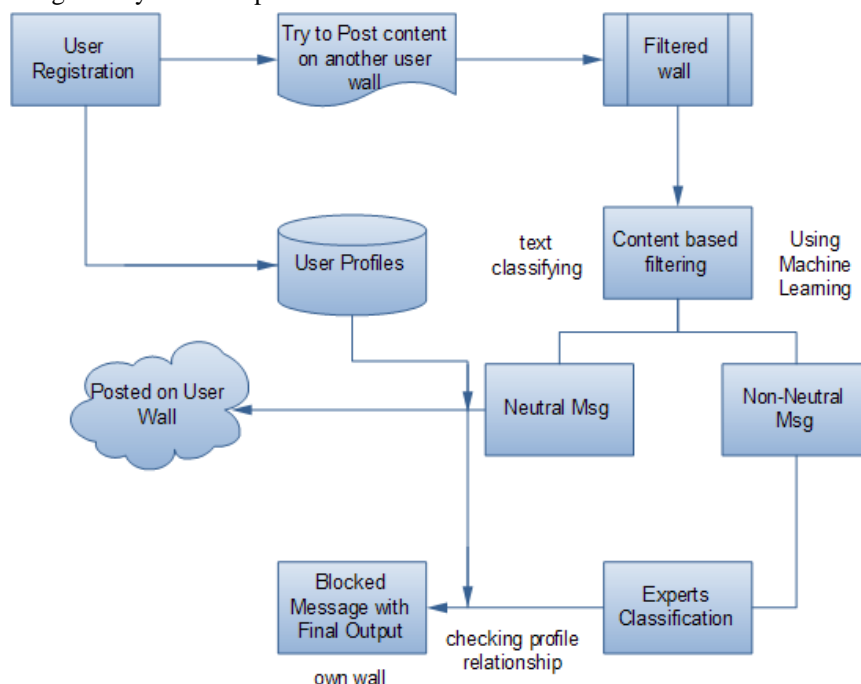 User
Registration
Try to Post content
on another user
wall
Filtered
wall
text
classifying
Content based
filtering
Using
Machine
Learning
User Profiles
Posted on User
Wall
Neutral Msg
Non-Neutral
Msg
Blocked
Message with
Final Output
checking profile
relationship
Experts
Classification
own wall